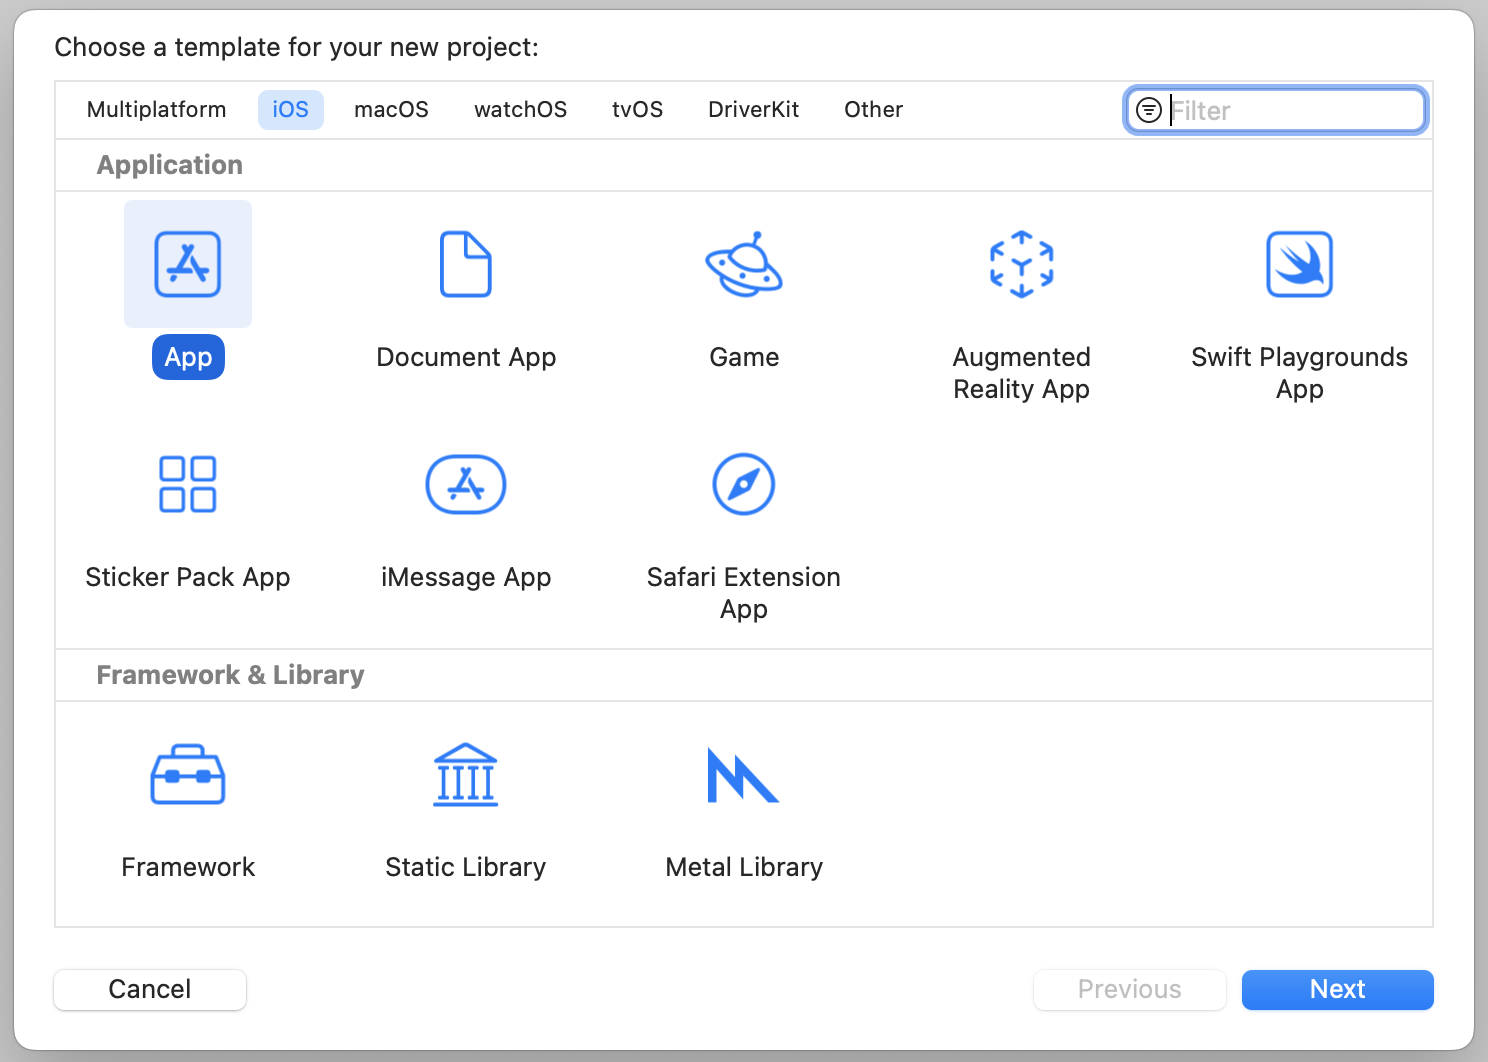 Choose a template for your new project:
Multiplatform iOS macOS watchOS tvOS DriverKit Other Filter
Application
App Document App Game Augmented Reality App Swift Playgrounds App
Sticker Pack App iMessage App Safari Extension App
Framework & Library
Framework Static Library Metal Library
Cancel Previous Next